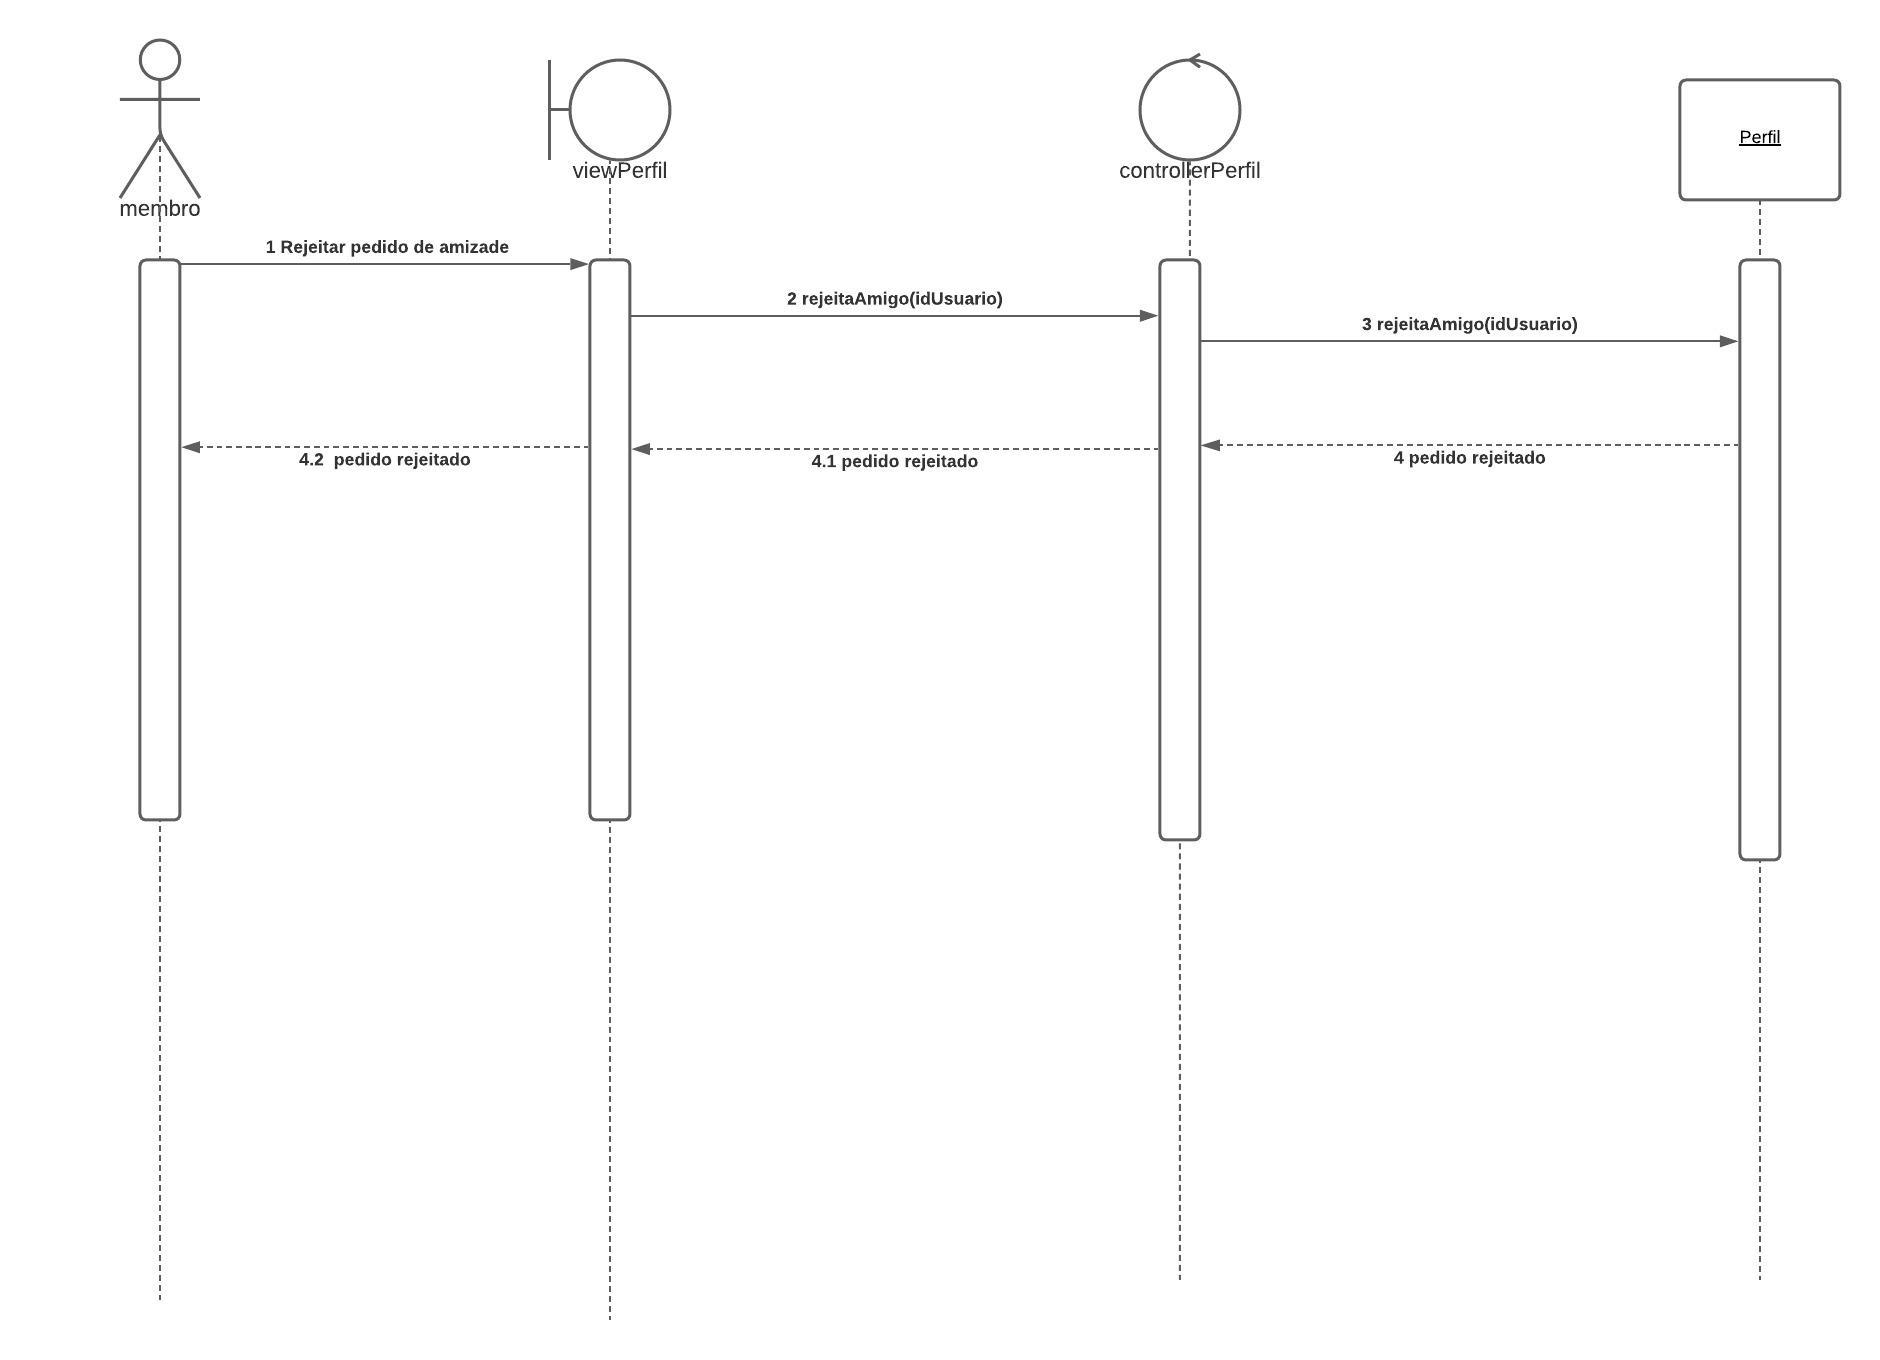 membro
viewPerfil
controllerPerfil
Perfil
1 Rejeitar pedido de amizade
2 rejeitaAmigo(idUsuario)
3 rejeitaAmigo(idUsuario)
4.2  pedido rejeitado
4.1 pedido rejeitado
4 pedido rejeitado